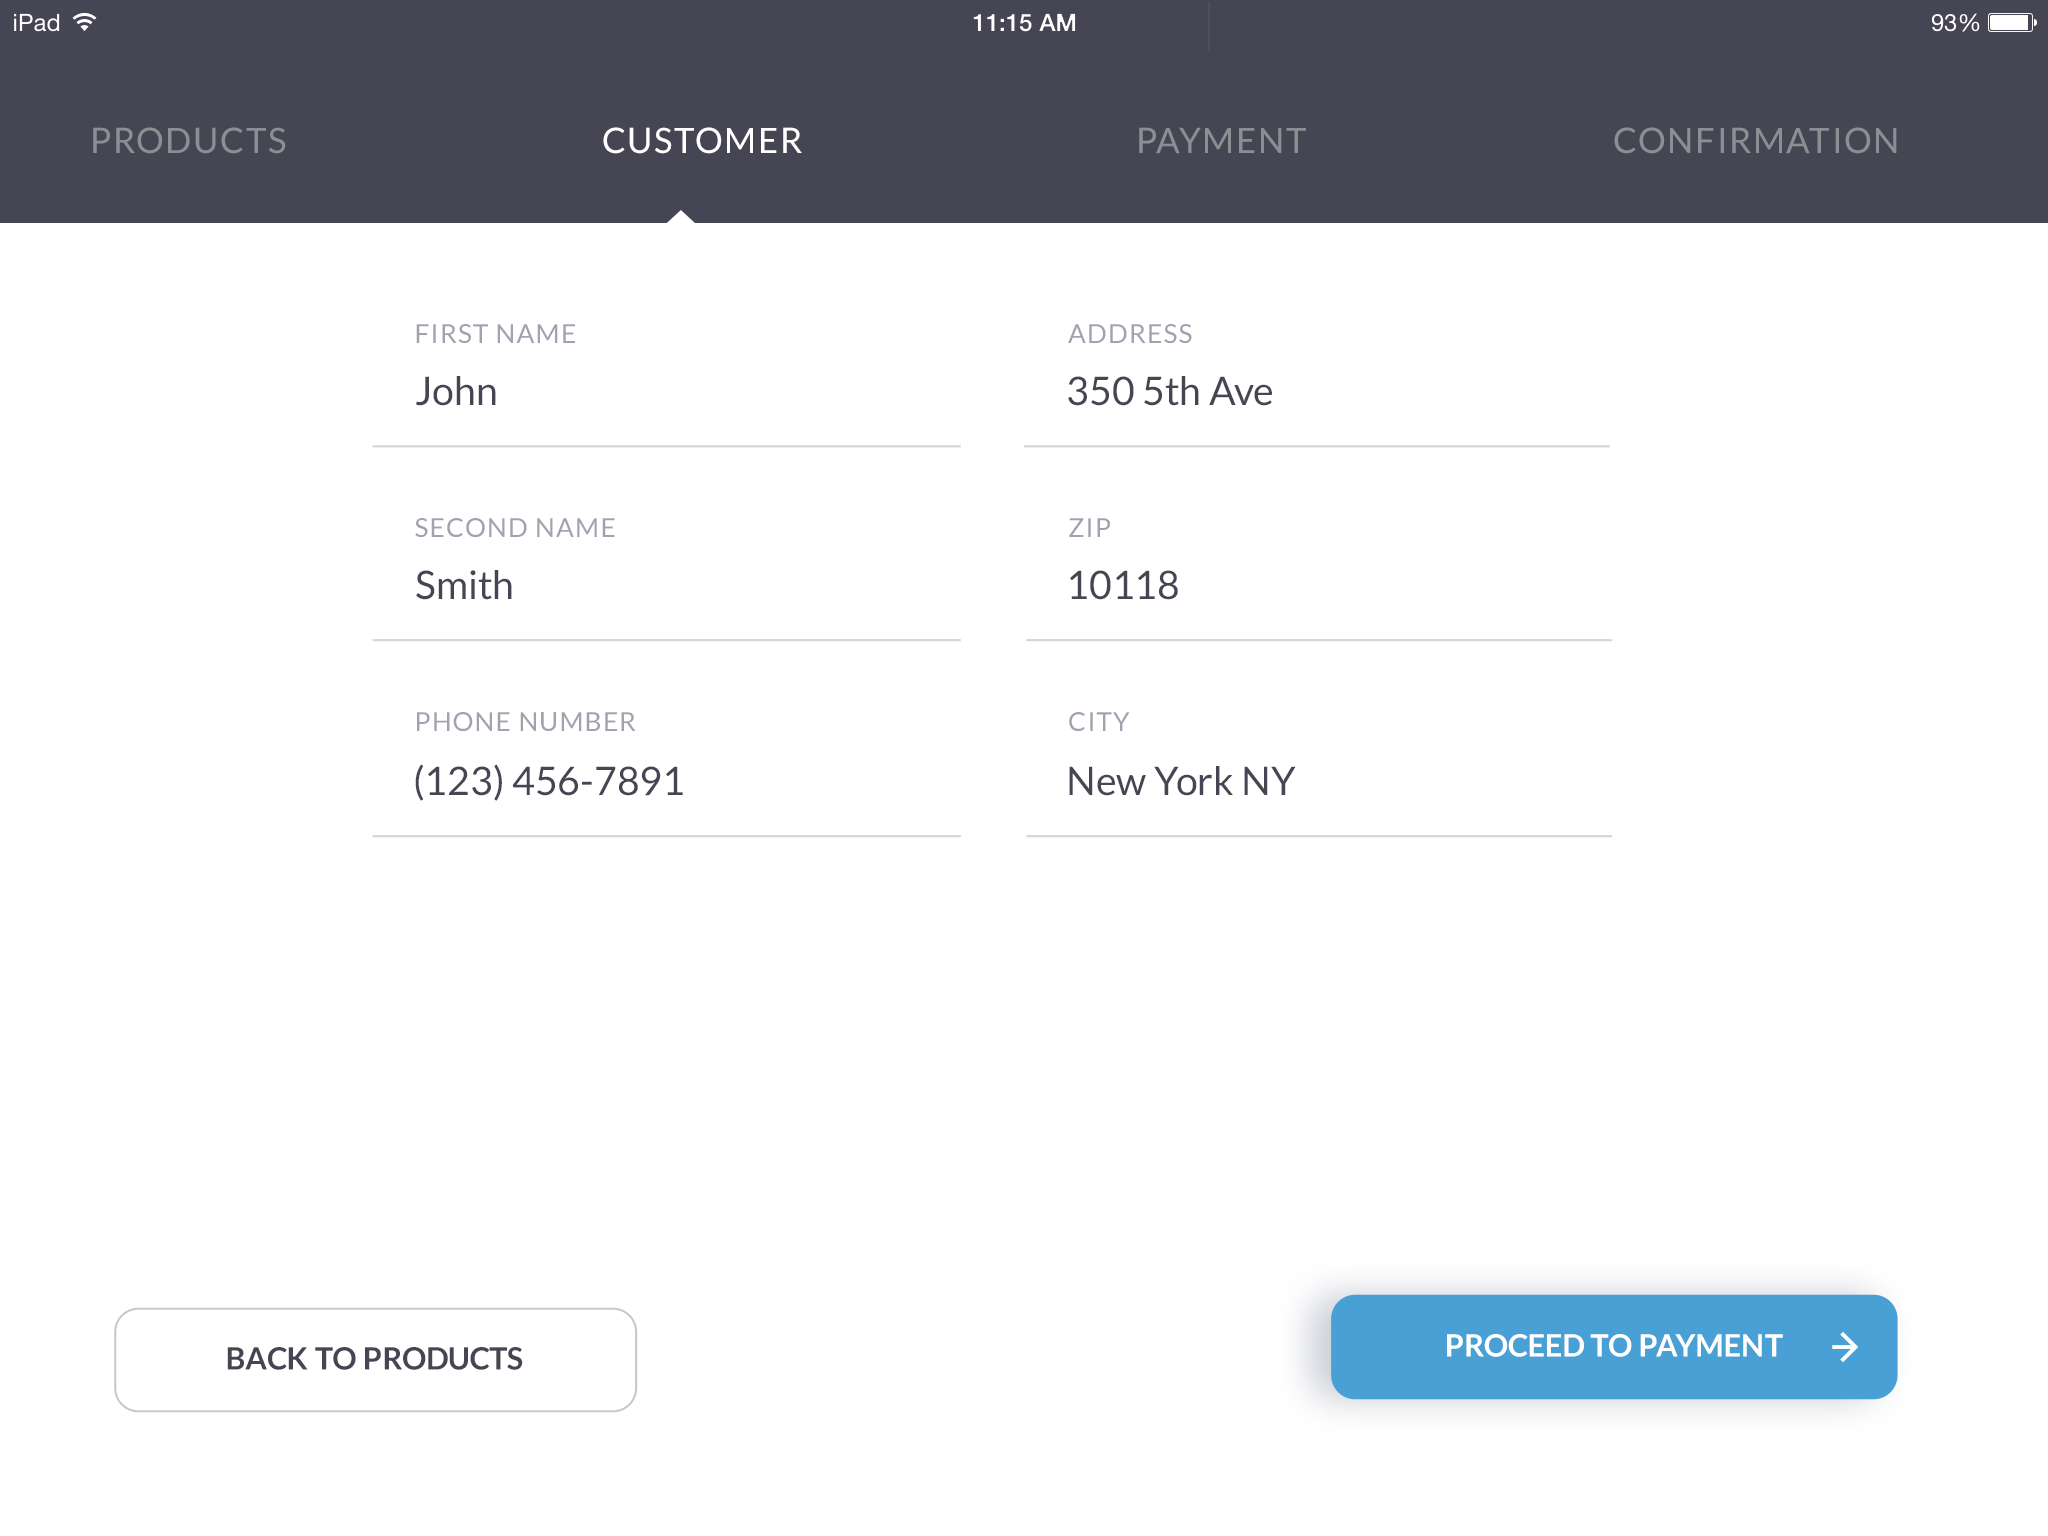 iPad 11:15 AM 93%
PRODUCTS CUSTOMER PAYMENT CONFIRMATION
FIRST NAME
John
ADDRESS
350 5th Ave
SECOND NAME
Smith
ZIP
10118
PHONE NUMBER
(123) 456-7891
CITY
New York NY
BACK TO PRODUCTS
PROCEED TO PAYMENT